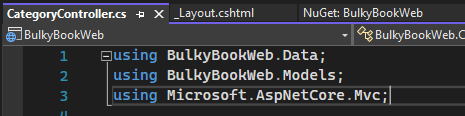 CategoryController.cs _Layout.cshtml NuGet: BulkyBookWeb
BulkyBookWeb BulkyBookWeb.C
1 using BulkyBookWeb.Data;
2 using BulkyBookWeb.Models;
3 using Microsoft.AspNetCore.Mvc;